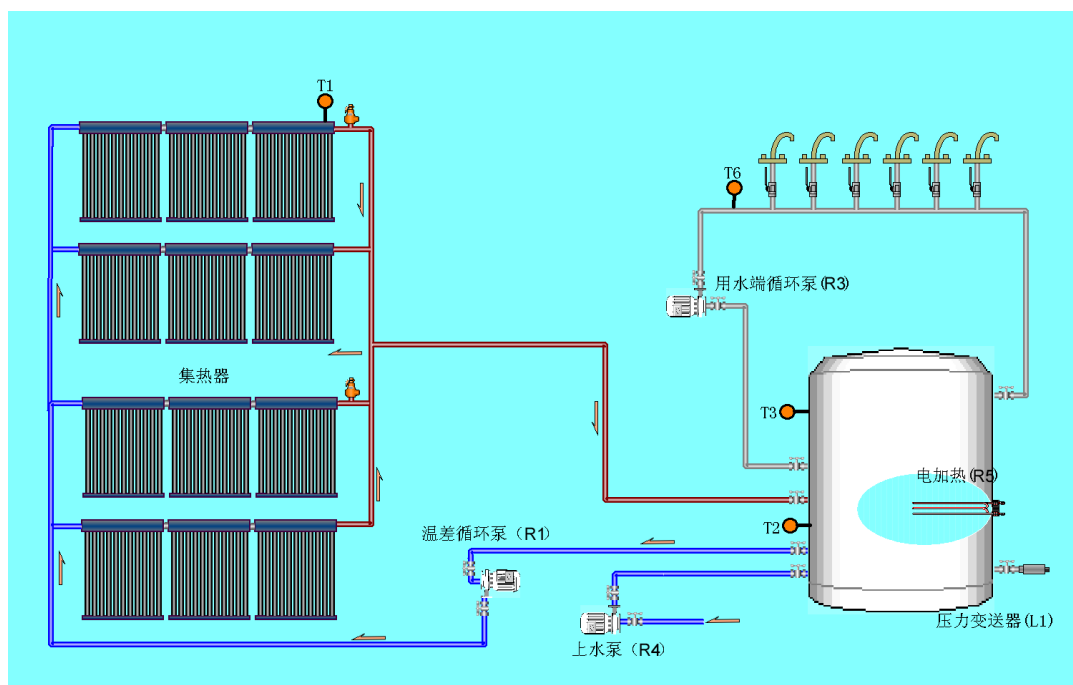 T1
T6
用水端循环泵(R3)
集热器
T3
电加热(R5)
T2
温差循环泵（R1)
压力变送器(L1)
上水泵（R4)